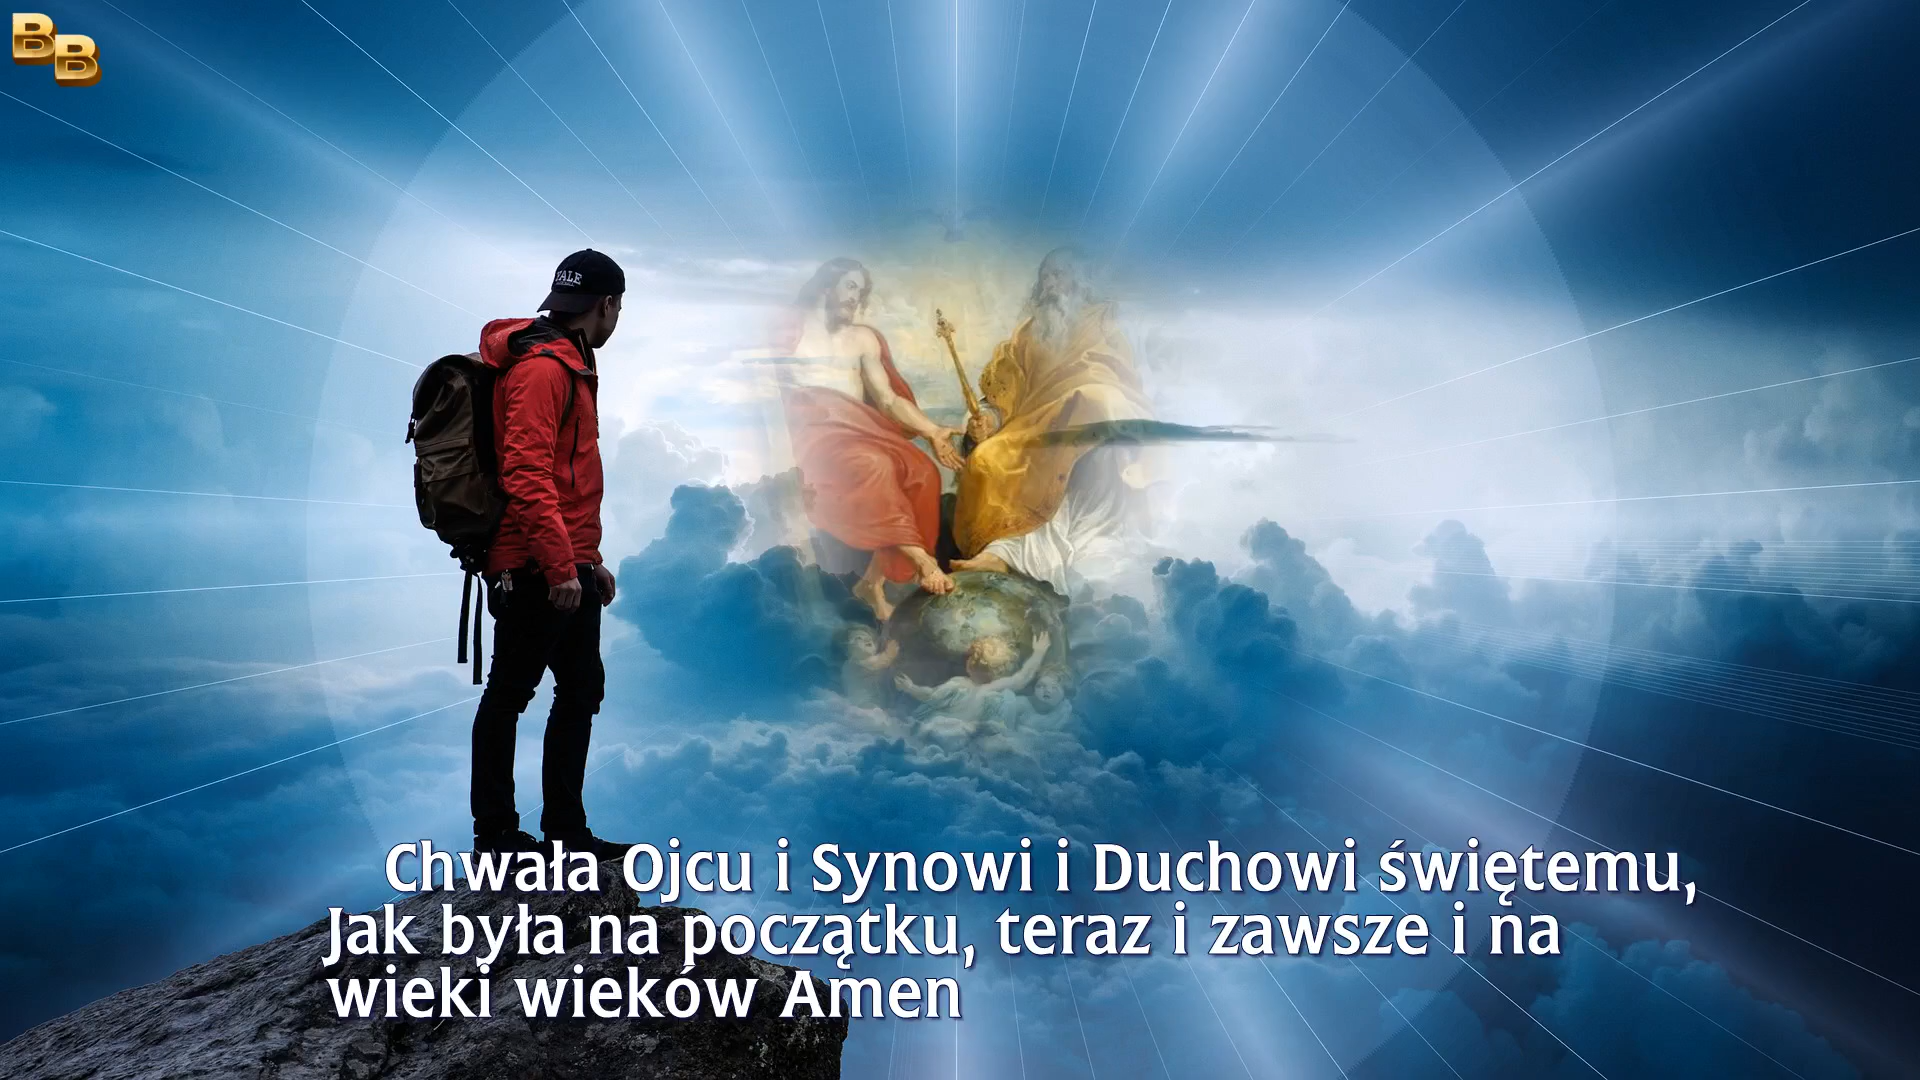 BB
YALE
Chwała Ojcu i Synowi i Duchowi świętemu,
Jak była na początku, teraz i zawsze i na
wieki wieków Amen